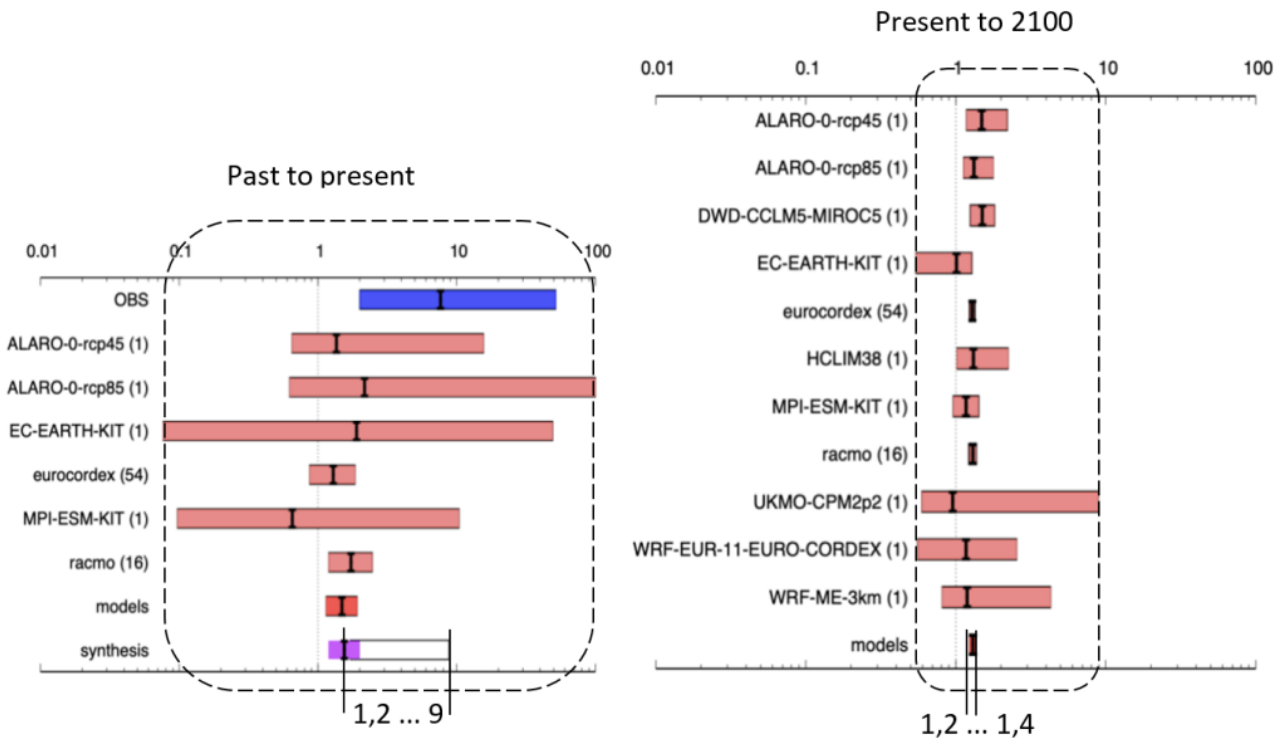 Past to present
0.01 0.1 1 10 100
OBS
ALARO-0-rcp45 (1)
ALARO-0-rcp85 (1)
EC-EARTH-KIT (1)
eurocordex (54)
MPI-ESM-KIT (1)
racmo (16)
models
synthesis
1,2 ... 9
Present to 2100
0.01 0.1 1 10 100
ALARO-0-rcp45 (1)
ALARO-0-rcp85 (1)
DWD-CCLM5-MIROC5 (1)
EC-EARTH-KIT (1)
eurocordex (54)
HCLIM38 (1)
MPI-ESM-KIT (1)
racmo (16)
UKMO-CPM2p2 (1)
WRF-EUR-11-EURO-CORDEX (1)
WRF-ME-3km (1)
models
1,2 ... 1,4